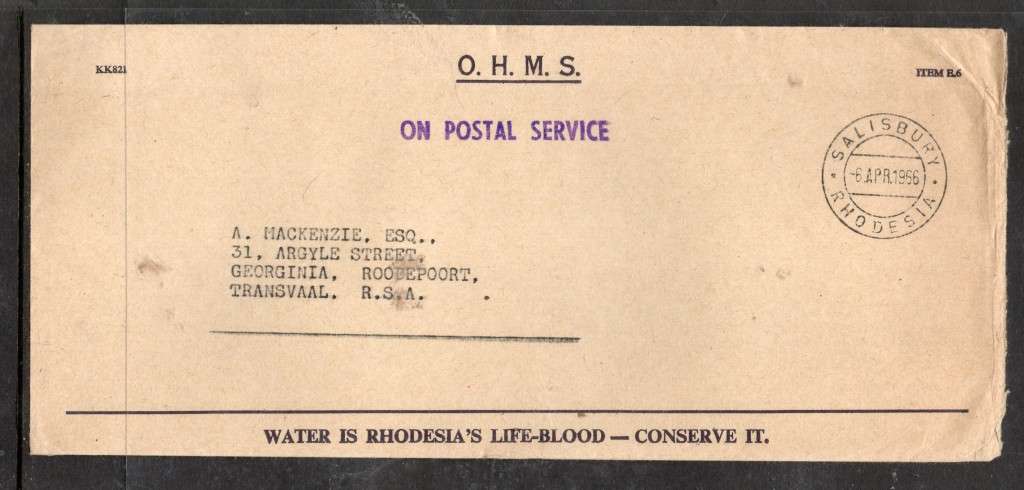 KK821
O. H. M. S.
ITEM E.6
ON POSTAL SERVICE
SALISBURY
-6 APR 1966
RHODESIA
A. MACKENZIE, ESQ.,
31, ARGYLE STREET,
GEORGINIA, ROODEPOORT,
TRANSVAAL. R.S.A.
WATER IS RHODESIA'S LIFE-BLOOD — CONSERVE IT.